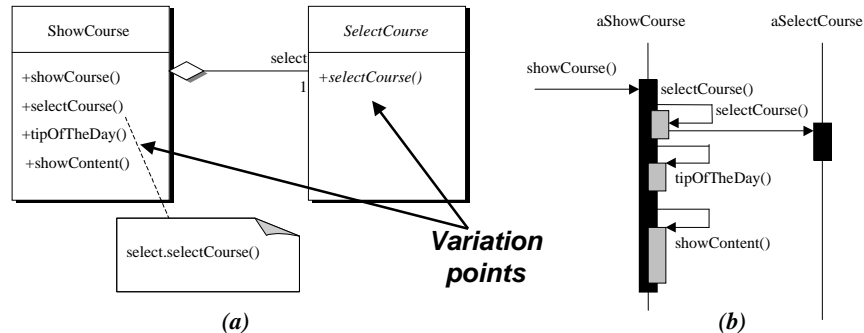 ShowCourse
+showCourse()
+selectCourse()
+tipOfTheDay()
+showContent()
select
1
SelectCourse
+selectCourse()
select.selectCourse()
Variation
points
(a)
aShowCourse
aSelectCourse
showCourse()
selectCourse()
selectCourse()
tipOfTheDay()
showContent()
(b)